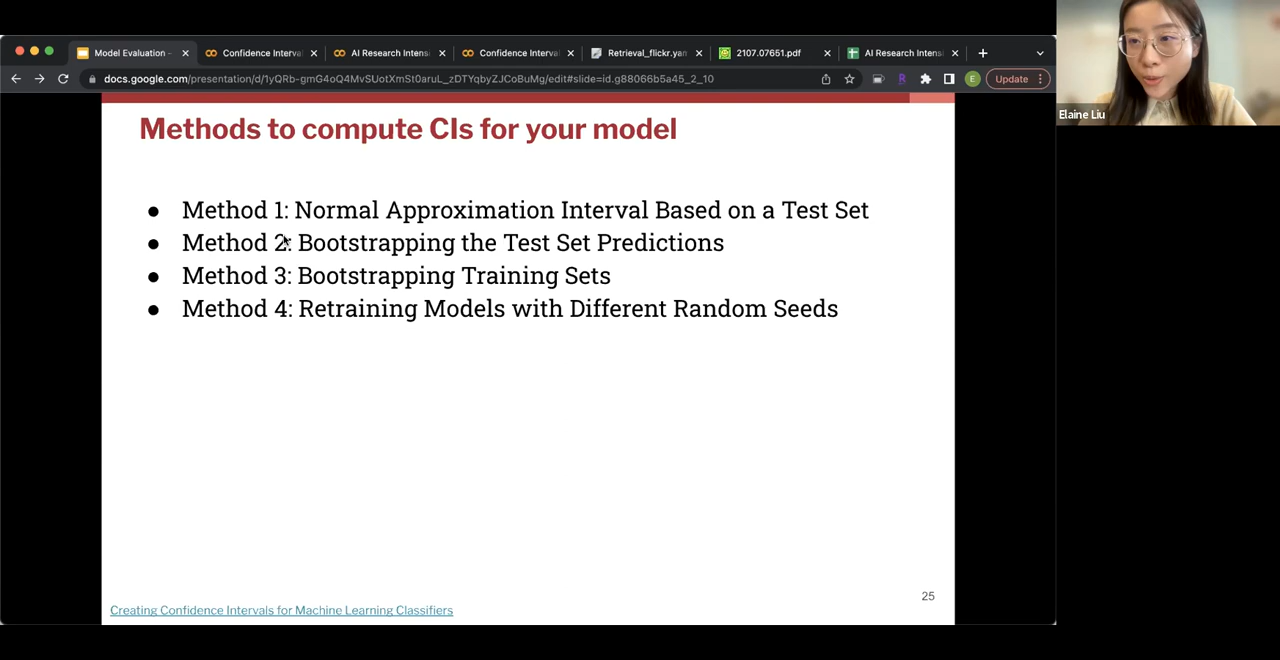 Model Evaluation -
Confidence Interva
AI Research Intens
Confidence Interva
Retrieval_flickr.yam
2107.07651.pdf
AI Research Intensi
docs.google.com/presentation/d/1yQRb-gmG4oQ4MvSUotXmSt0aruL_zDTYqbyZJCoBuMg/edit#slide=id.g88066b5a45_2_10
R
E
Update
Elaine Liu
Methods to compute CIs for your model
● Method 1: Normal Approximation Interval Based on a Test Set
● Method 2: Bootstrapping the Test Set Predictions
● Method 3: Bootstrapping Training Sets
● Method 4: Retraining Models with Different Random Seeds
25
Creating Confidence Intervals for Machine Learning Classifiers